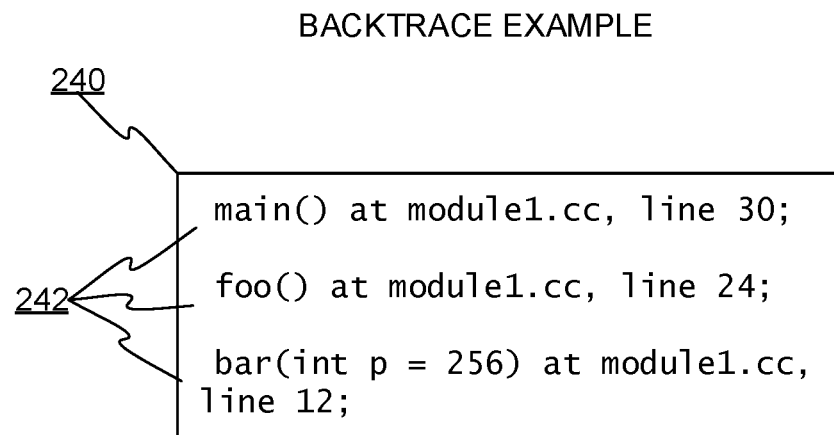 BACKTRACE EXAMPLE
240
main() at module1.cc, line 30;
242
foo() at module1.cc, line 24;
bar(int p = 256) at module1.cc,
line 12;